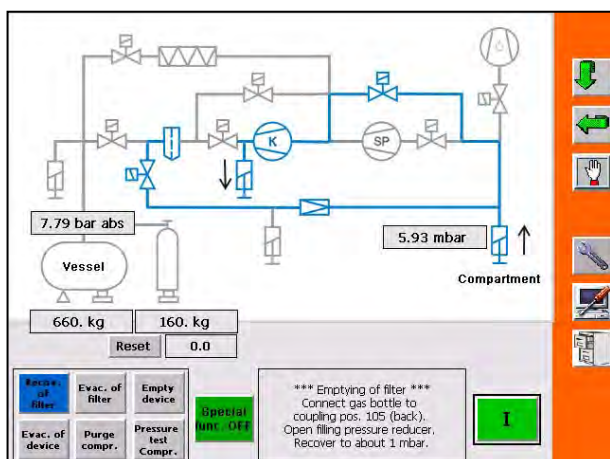 K
SP
7.79 bar abs
5.93 mbar
Vessel
Compartment
660. kg
160. kg
Reset
0.0
Recov. of filter
Evac. of filter
Empty device
Evac. of device
Purge compr.
Pressure test Compr.
Special func. OFF
*** Emptying of filter ***
Connect gas bottle to
coupling pos. 105 (back).
Open filling pressure reducer.
Recover to about 1 mbar.
I